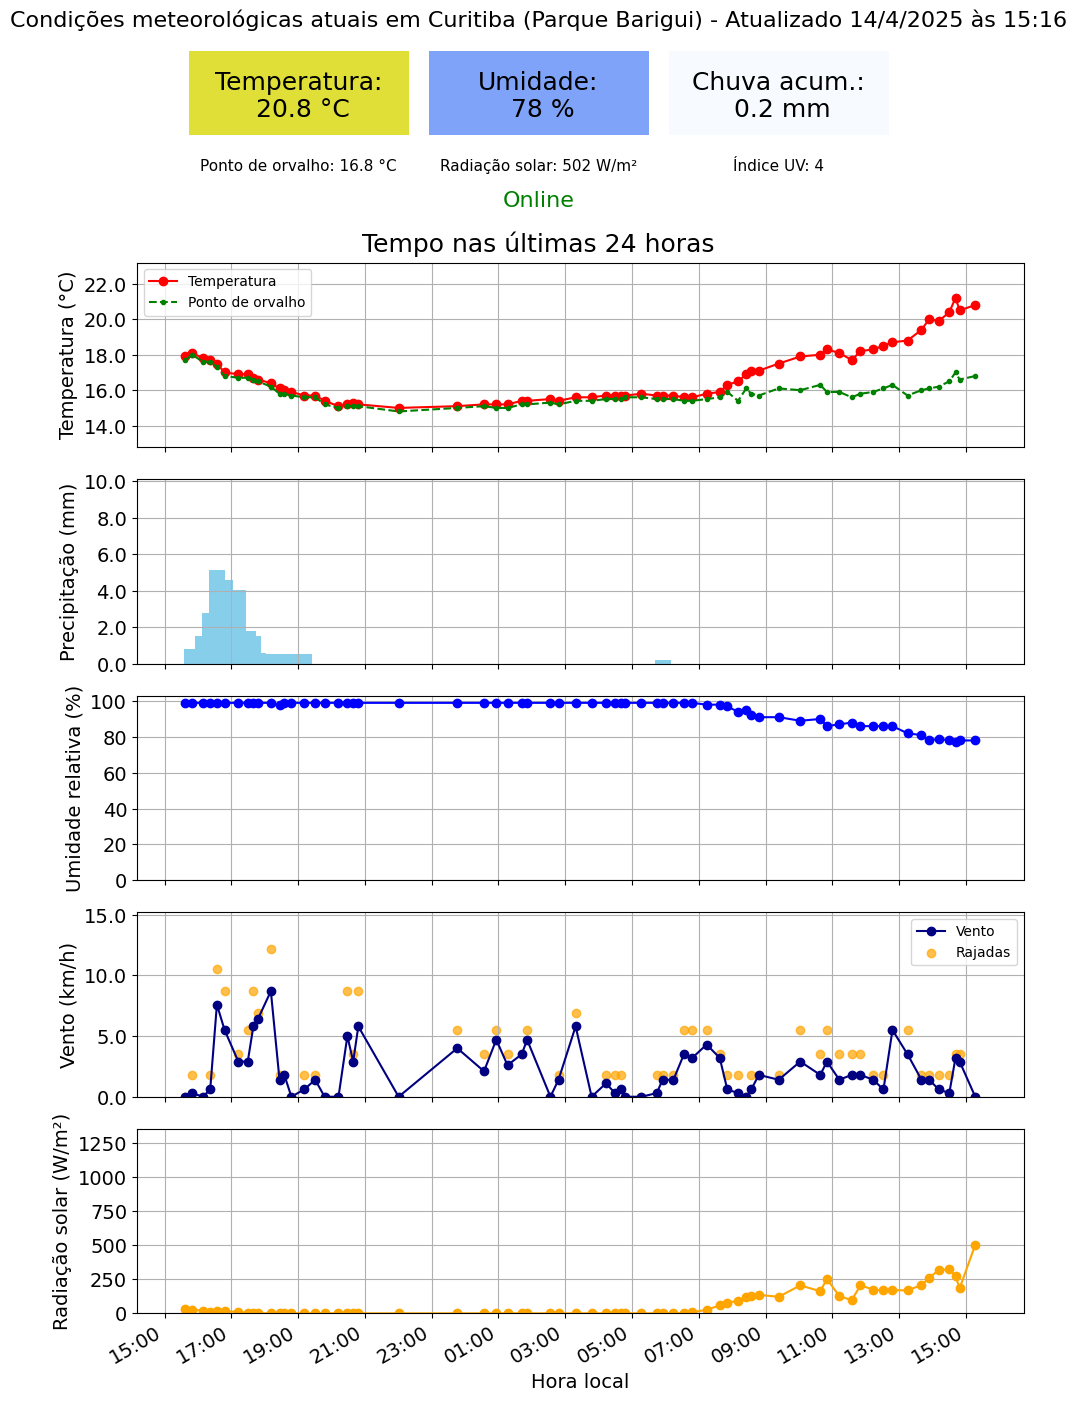 Condições meteorológicas atuais em Curitiba (Parque Barigui) - Atualizado 14/4/2025 às 15:16
Temperatura:
20.8 °C
Umidade:
78 %
Chuva acum.:
0.2 mm
Ponto de orvalho: 16.8 °C
Radiação solar: 502 W/m²
Índice UV: 4
Online
Tempo nas últimas 24 horas
Temperatura (°C)
22.0
20.0
18.0
16.0
14.0
Temperatura
Ponto de orvalho
Precipitação (mm)
10.0
8.0
6.0
4.0
2.0
0.0
Umidade relativa (%)
100
80
60
40
20
0
Vento (km/h)
15.0
10.0
5.0
0.0
Vento
Rajadas
Radiação solar (W/m²)
1250
1000
750
500
250
0
15:00
17:00
19:00
21:00
23:00
01:00
03:00
05:00
07:00
09:00
11:00
13:00
15:00
Hora local